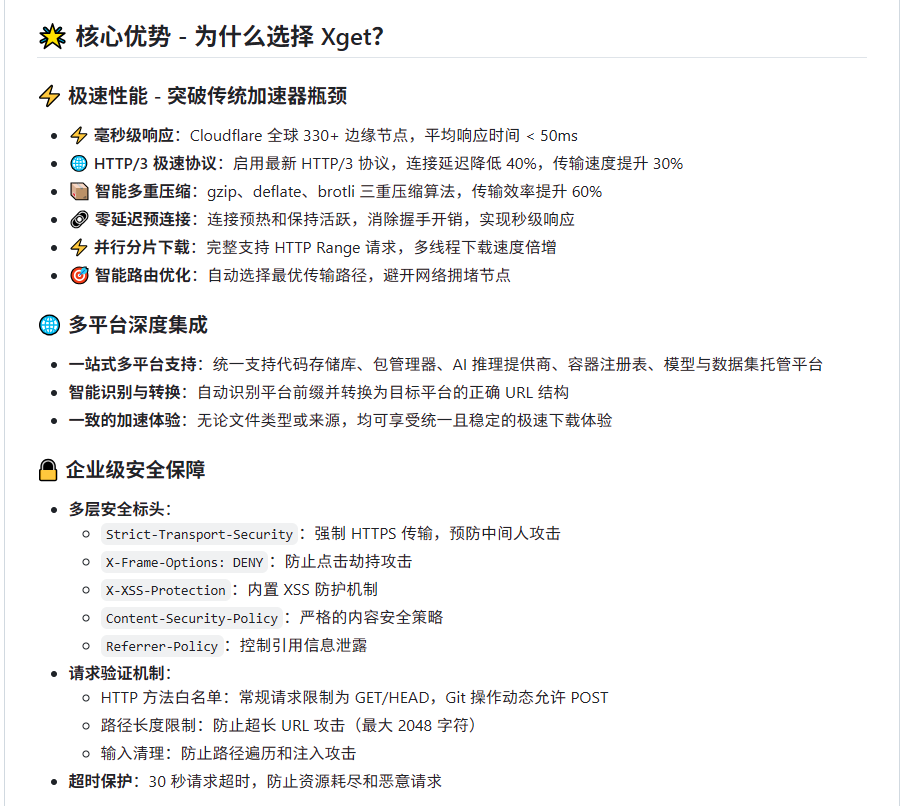 🌟 核心优势 - 为什么选择 Xget？
⚡ 极速性能 - 突破传统加速器瓶颈
⚡ 毫秒级响应：Cloudflare 全球 330+ 边缘节点，平均响应时间 < 50ms
🌐 HTTP/3 极速协议：启用最新 HTTP/3 协议，连接延迟降低 40%，传输速度提升 30%
📦 智能多重压缩：gzip、deflate、brotli 三重压缩算法，传输效率提升 60%
🔗 零延迟预连接：连接预热和保持活跃，消除握手开销，实现秒级响应
⚡ 并行分片下载：完整支持 HTTP Range 请求，多线程下载速度倍增
🎯 智能路由优化：自动选择最优传输路径，避开网络拥堵节点
🌐 多平台深度集成
一站式多平台支持：统一支持代码存储库、包管理器、AI 推理提供商、容器注册表、模型与数据集托管平台
智能识别与转换：自动识别平台前缀并转换为目标平台的正确 URL 结构
一致的加速体验：无论文件类型或来源，均可享受统一且稳定的极速下载体验
🔒 企业级安全保障
多层安全标头：
Strict-Transport-Security：强制 HTTPS 传输，预防中间人攻击
X-Frame-Options: DENY：防止点击劫持攻击
X-XSS-Protection：内置 XSS 防护机制
Content-Security-Policy：严格的内容安全策略
Referrer-Policy：控制引用信息泄露
请求验证机制：
HTTP 方法白名单：常规请求限制为 GET/HEAD，Git 操作动态允许 POST
路径长度限制：防止超长 URL 攻击（最大 2048 字符）
输入清理：防止路径遍历和注入攻击
超时保护：30 秒请求超时，防止资源耗尽和恶意请求